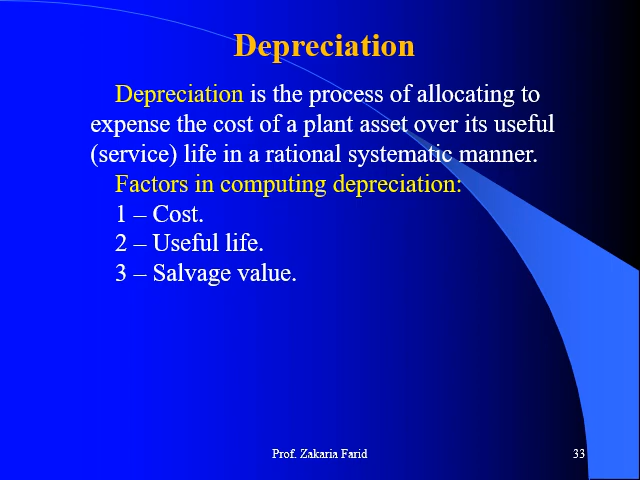 Depreciation
Depreciation is the process of allocating to
expense the cost of a plant asset over its useful
(service) life in a rational systematic manner.
Factors in computing depreciation:
1 – Cost.
2 – Useful life.
3 – Salvage value.
Prof. Zakaria Farid
33